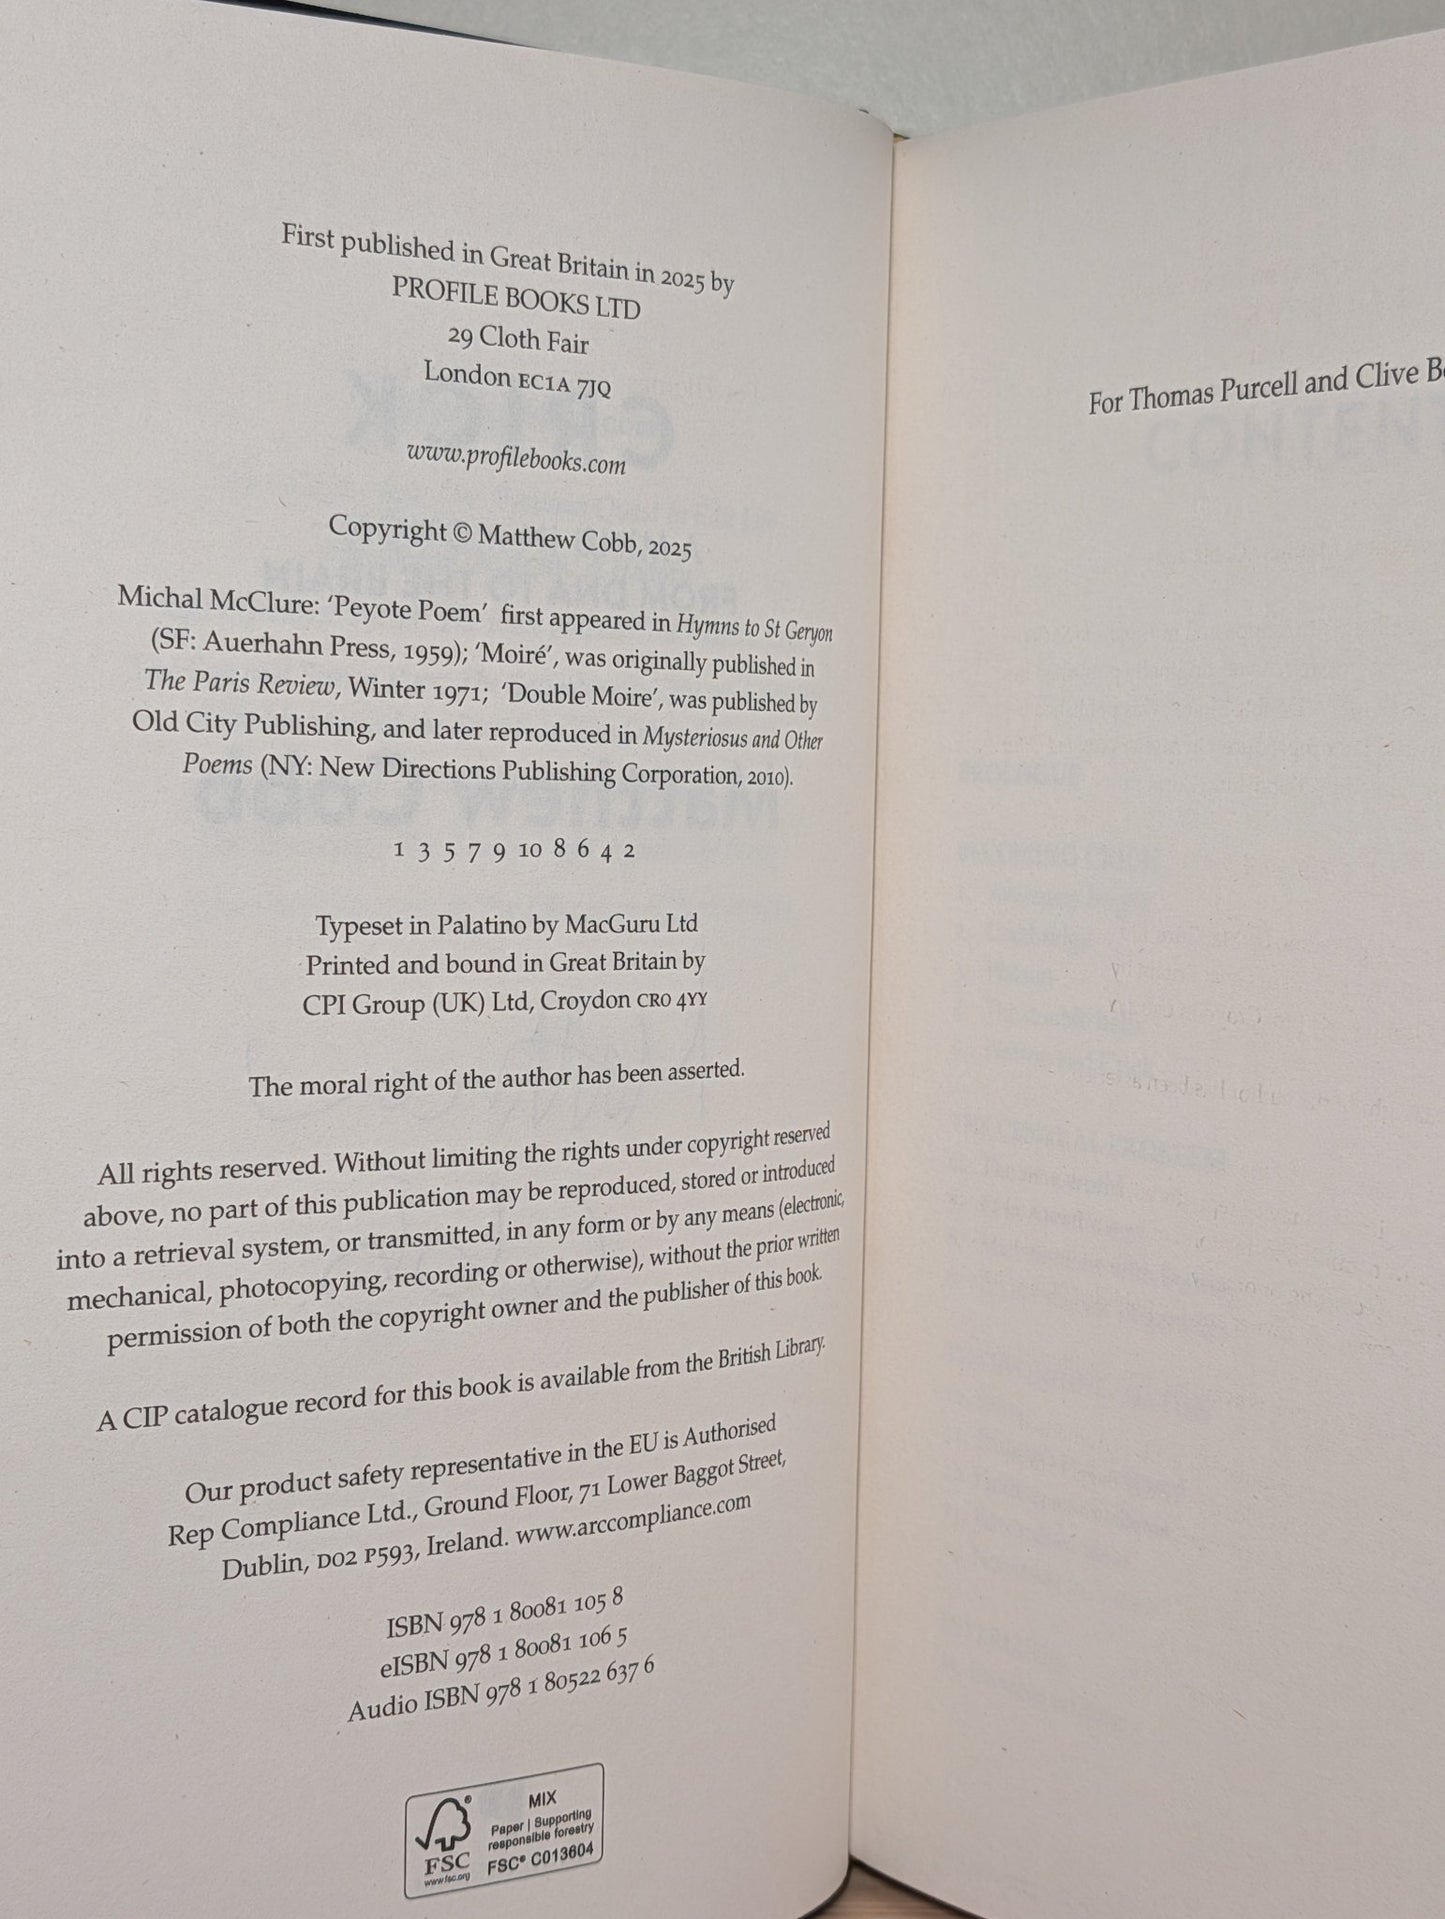 First published in Great Britain in 2025 by
PROFILE BOOKS LTD
29 Cloth Fair
London EC1A 7JQ
www.profilebooks.com
Copyright © Matthew Cobb, 2025
Michal McClure: ‘Peyote Poem’ first appeared in Hymns to St Geryon
(SF: Auerhahn Press, 1959); ‘Moiré’, was originally published in
The Paris Review, Winter 1971; ‘Double Moire’, was published by
Old City Publishing, and later reproduced in Mysteriosus and Other
Poems (NY: New Directions Publishing Corporation, 2010).
1 3 5 7 9 10 8 6 4 2
Typeset in Palatino by MacGuru Ltd
Printed and bound in Great Britain by
CPI Group (UK) Ltd, Croydon CR0 4YY
The moral right of the author has been asserted.
All rights reserved. Without limiting the rights under copyright reserved
above, no part of this publication may be reproduced, stored or introduced
into a retrieval system, or transmitted, in any form or by any means (electronic,
mechanical, photocopying, recording or otherwise), without the prior written
permission of both the copyright owner and the publisher of this book.
A CIP catalogue record for this book is available from the British Library.
Our product safety representative in the EU is Authorised
Rep Compliance Ltd., Ground Floor, 71 Lower Baggot Street,
Dublin, D02 P593, Ireland. www.arccompliance.com
ISBN 978 1 80081 105 8
eISBN 978 1 80081 106 5
Audio ISBN 978 1 80522 637 6
MIX
Paper | Supporting
responsible forestry
FSC® C013604
FSC
www.fsc.org
For Thomas Purcell and Clive